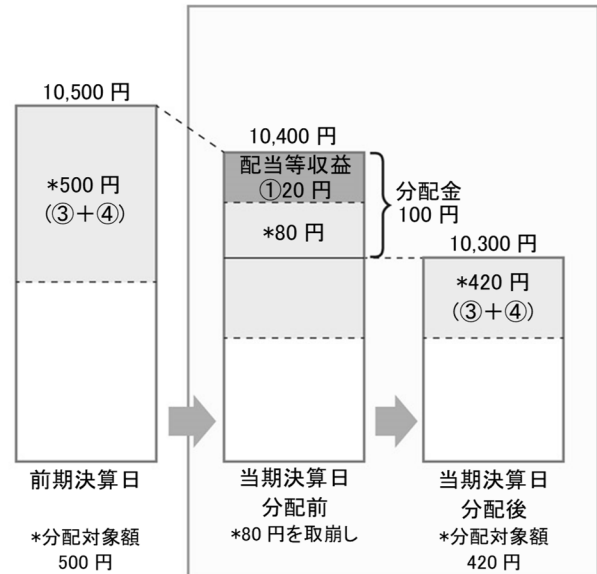 10,500 円
*500 円
(③+④)
前期決算日
*分配対象額
500 円
10,400 円
配当等収益
①20 円
*80 円
分配金
100 円
当期決算日
分配前
*80 円を取崩し
10,300 円
*420 円
(③+④)
当期決算日
分配後
*分配対象額
420 円